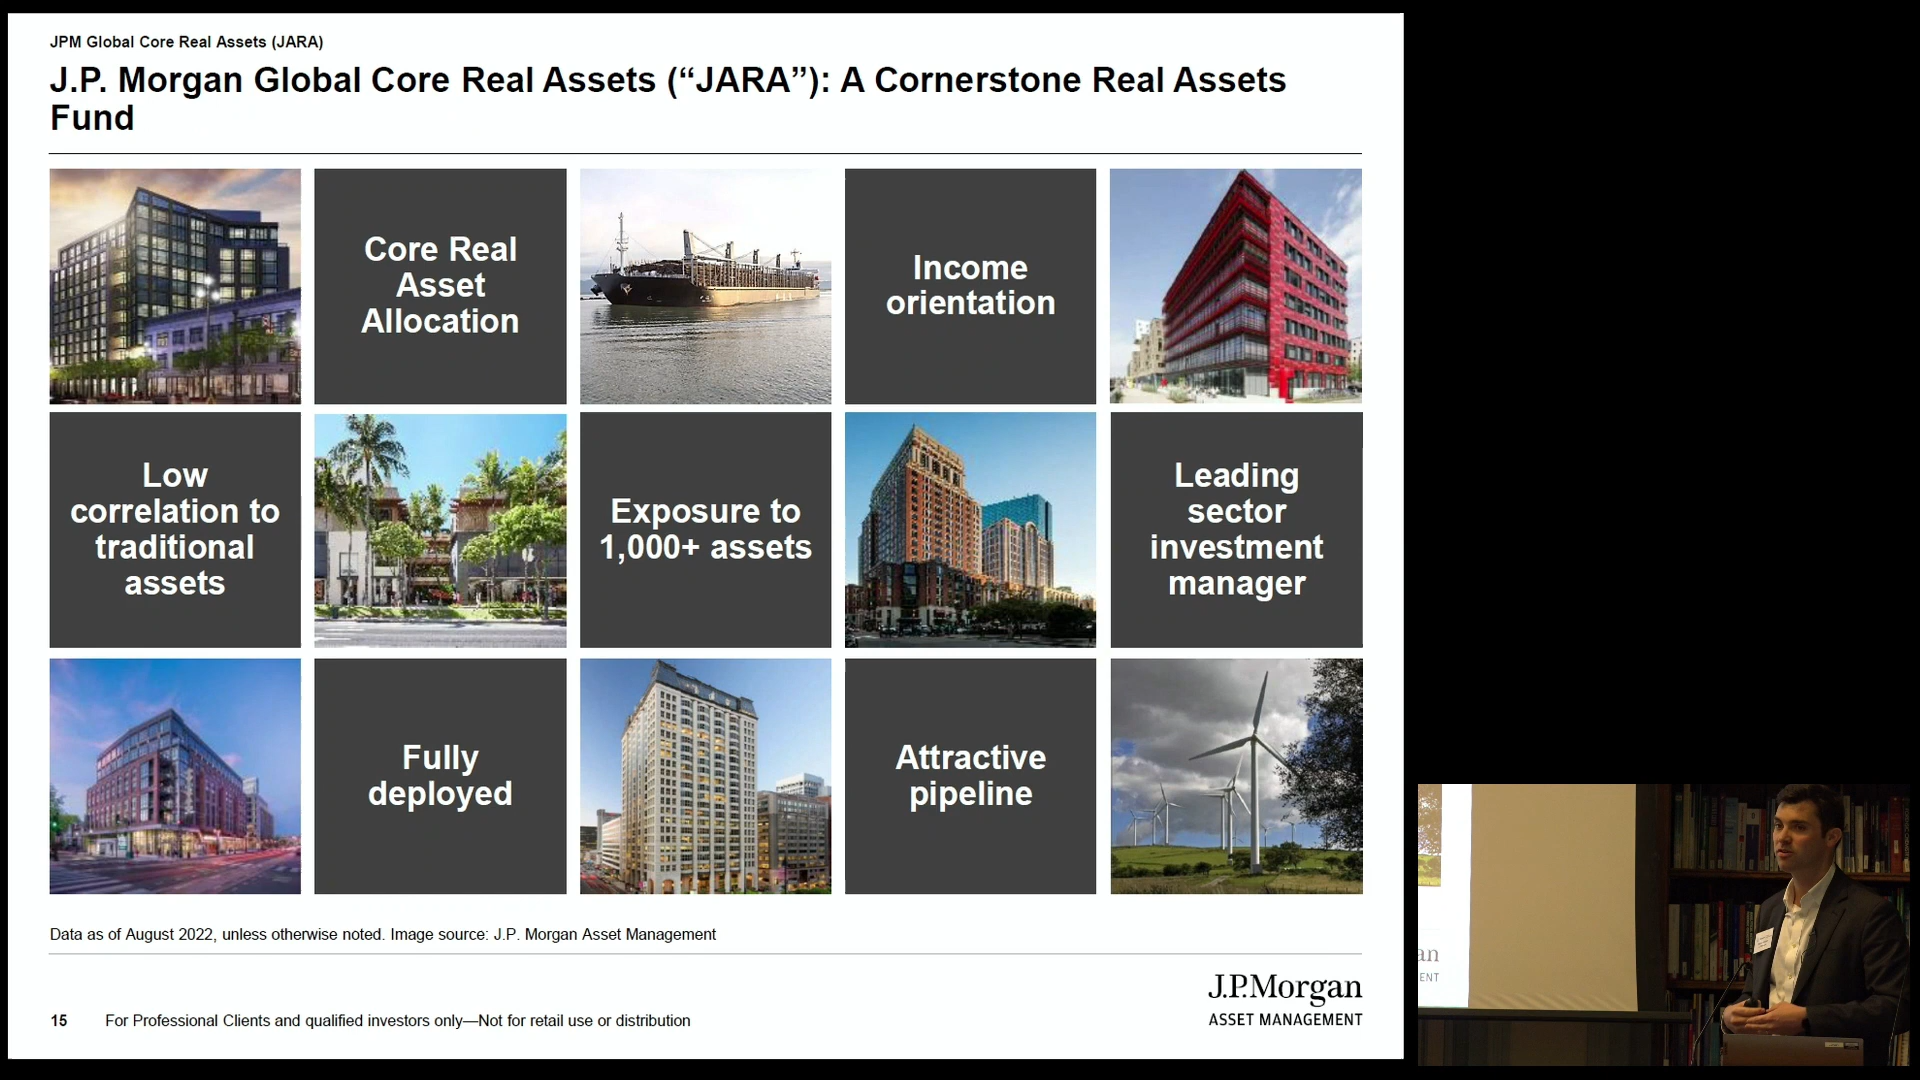 JPM Global Core Real Assets (JARA)
J.P. Morgan Global Core Real Assets (“JARA”): A Cornerstone Real Assets
Fund
Core Real
Asset
Allocation
Income
orientation
Low
correlation to
traditional
assets
Exposure to
1,000+ assets
Leading
sector
investment
manager
Fully
deployed
Attractive
pipeline
Data as of August 2022, unless otherwise noted. Image source: J.P. Morgan Asset Management
J.P.Morgan
ASSET MANAGEMENT
15 For Professional Clients and qualified investors only—Not for retail use or distribution